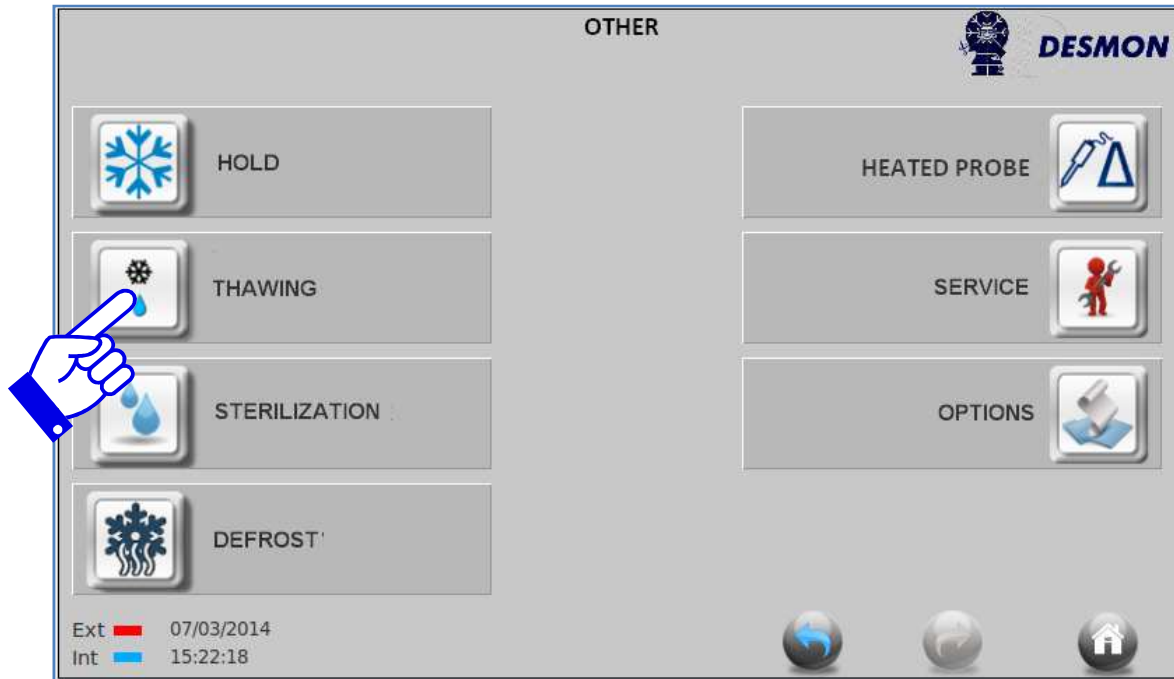 OTHER
DESMON
HOLD
HEATED PROBE
THAWING
SERVICE
STERILIZATION
OPTIONS
DEFROST'
Ext 07/03/2014
Int 15:22:18